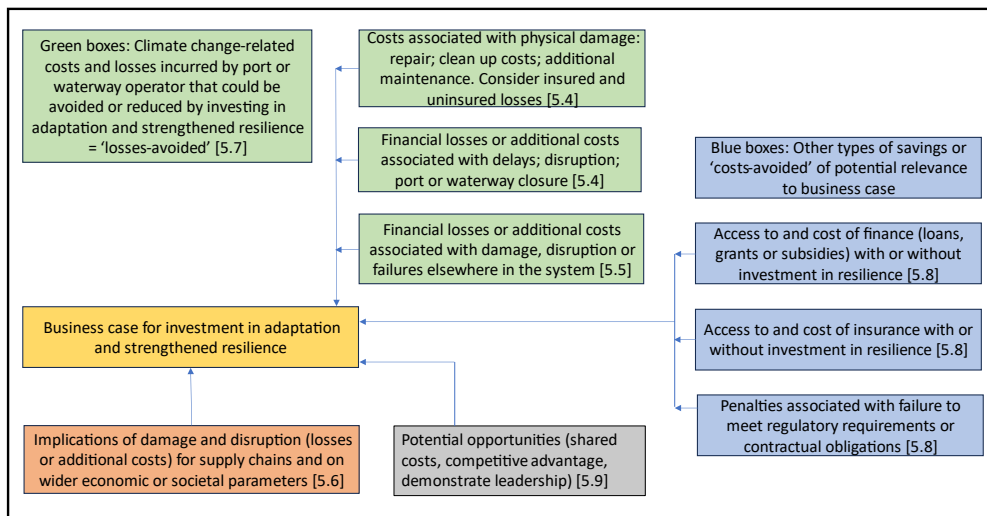 Green boxes: Climate change-related
costs and losses incurred by port or
waterway operator that could be
avoided or reduced by investing in
adaptation and strengthened resilience
= ‘losses-avoided’ [5.7]
Costs associated with physical damage:
repair; clean up costs; additional
maintenance. Consider insured and
uninsured losses [5.4]
Financial losses or additional costs
associated with delays; disruption;
port or waterway closure [5.4]
Blue boxes: Other types of savings or
‘costs-avoided’ of potential relevance
to business case
Financial losses or additional costs
associated with damage, disruption or
failures elsewhere in the system [5.5]
Access to and cost of finance (loans,
grants or subsidies) with or without
investment in resilience [5.8]
Business case for investment in adaptation
and strengthened resilience
Access to and cost of insurance with or
without investment in resilience [5.8]
Implications of damage and disruption (losses
or additional costs) for supply chains and on
wider economic or societal parameters [5.6]
Potential opportunities (shared
costs, competitive advantage,
demonstrate leadership) [5.9]
Penalties associated with failure to
meet regulatory requirements or
contractual obligations [5.8]